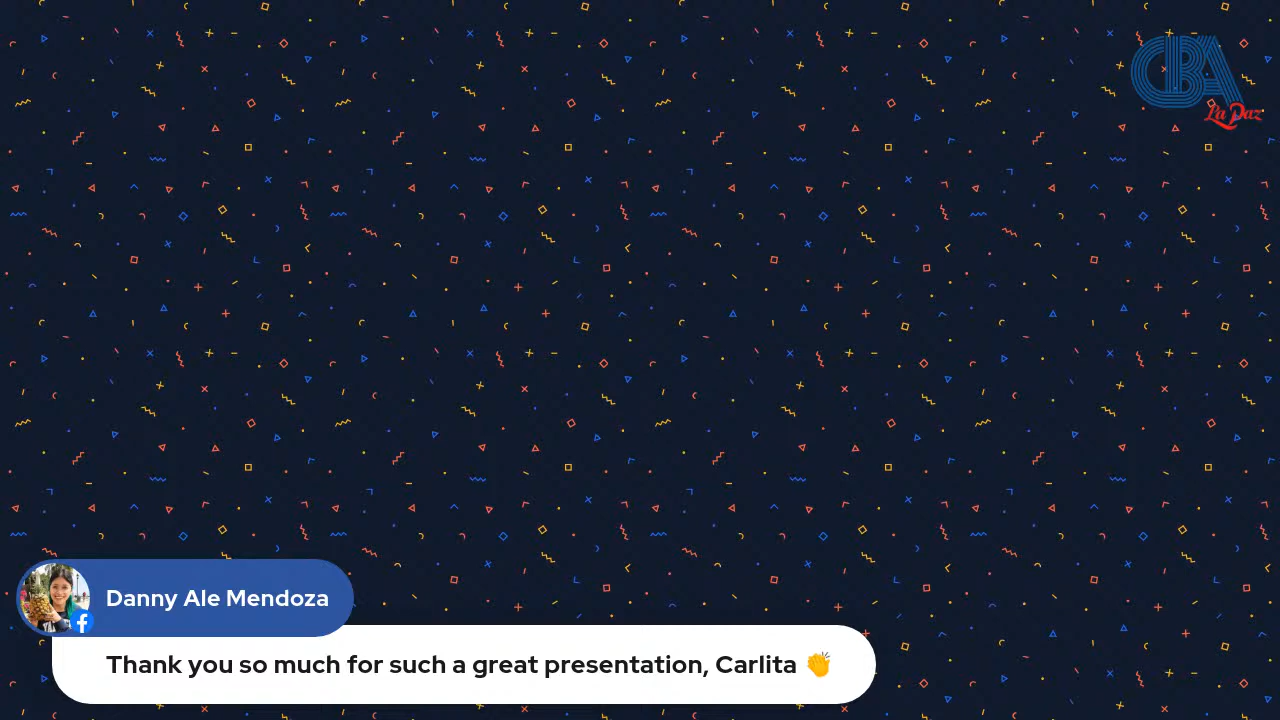 CBA
La Paz
Danny Ale Mendoza
Thank you so much for such a great presentation, Carlita 👏